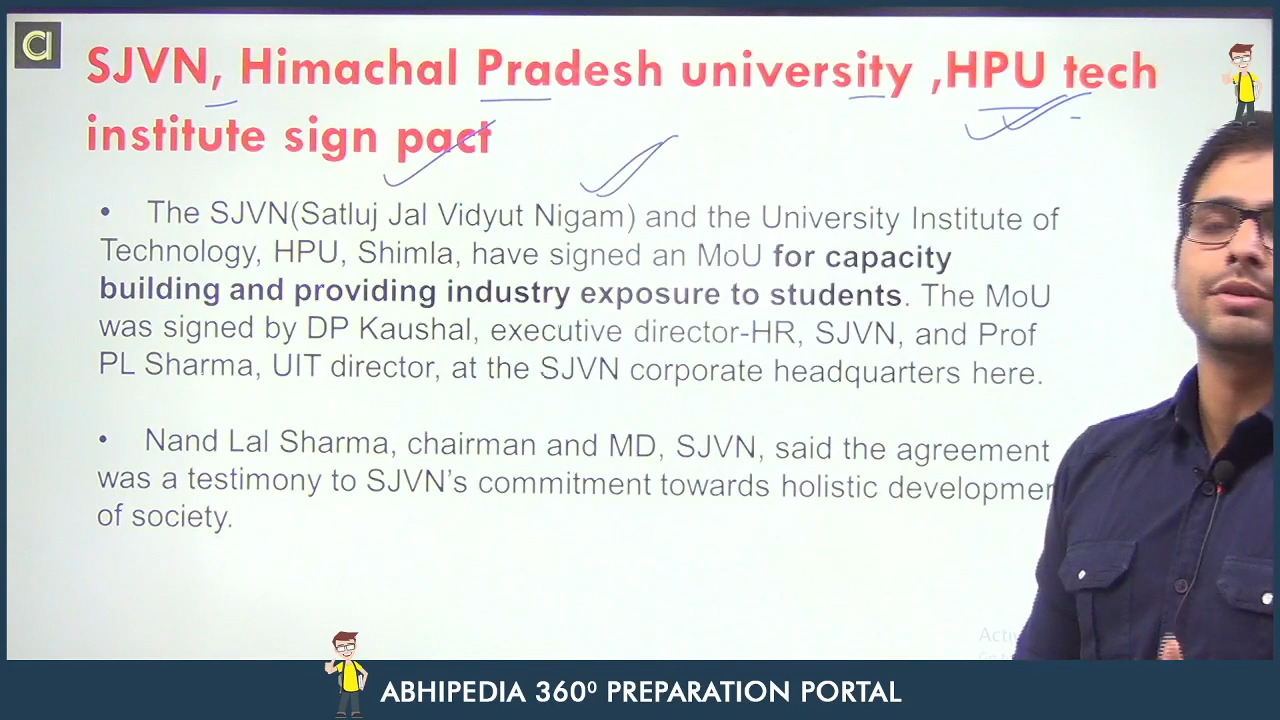 SJVN, Himachal Pradesh university ,HPU tech
institute sign pact
• The SJVN(Satluj Jal Vidyut Nigam) and the University Institute of
Technology, HPU, Shimla, have signed an MoU for capacity
building and providing industry exposure to students. The MoU
was signed by DP Kaushal, executive director-HR, SJVN, and Prof
PL Sharma, UIT director, at the SJVN corporate headquarters here.
• Nand Lal Sharma, chairman and MD, SJVN, said the agreement
was a testimony to SJVN’s commitment towards holistic developmen
of society.
ABHIPEDIA 360⁰ PREPARATION PORTAL